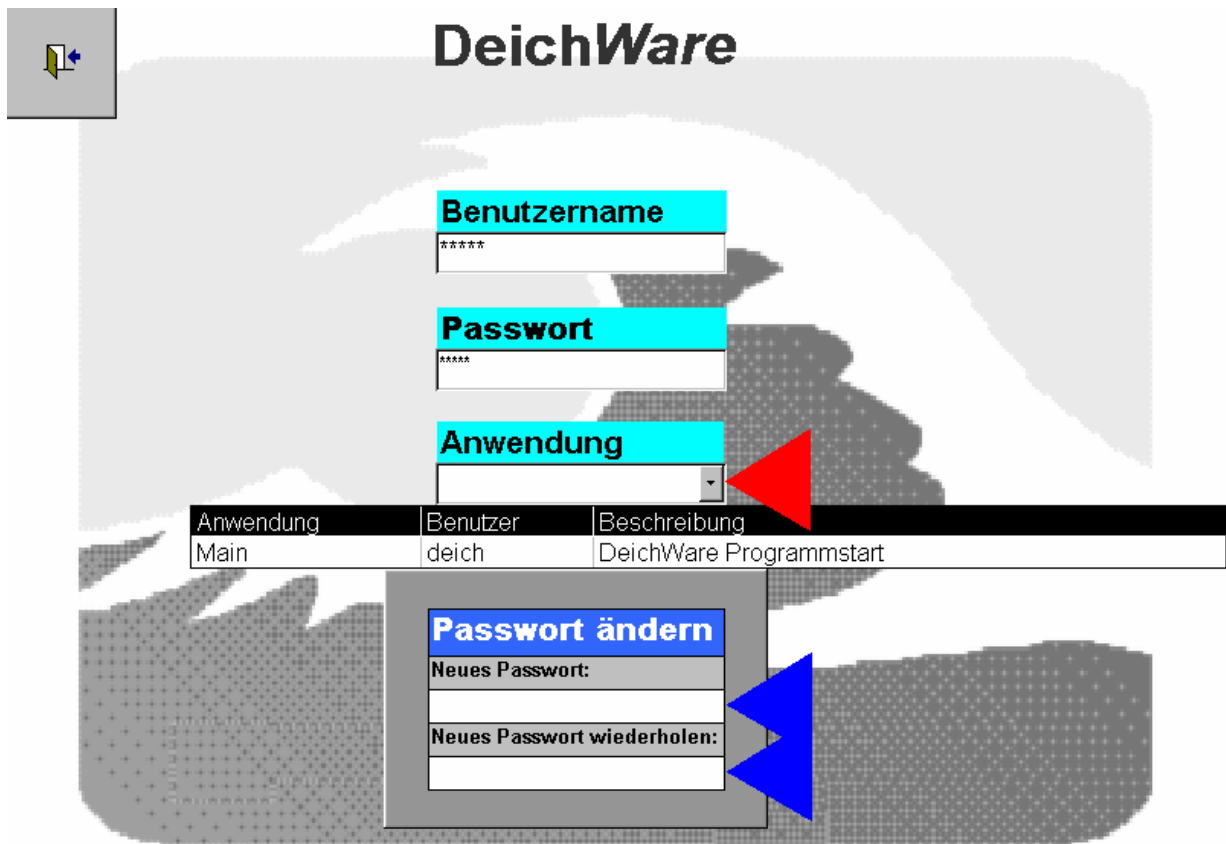 DeichWare
Benutzername
*****
Passwort
*****
Anwendung
Anwendung Benutzer Beschreibung
Main deich DeichWare Programmstart
Passwort ändern
Neues Passwort:
Neues Passwort wiederholen: